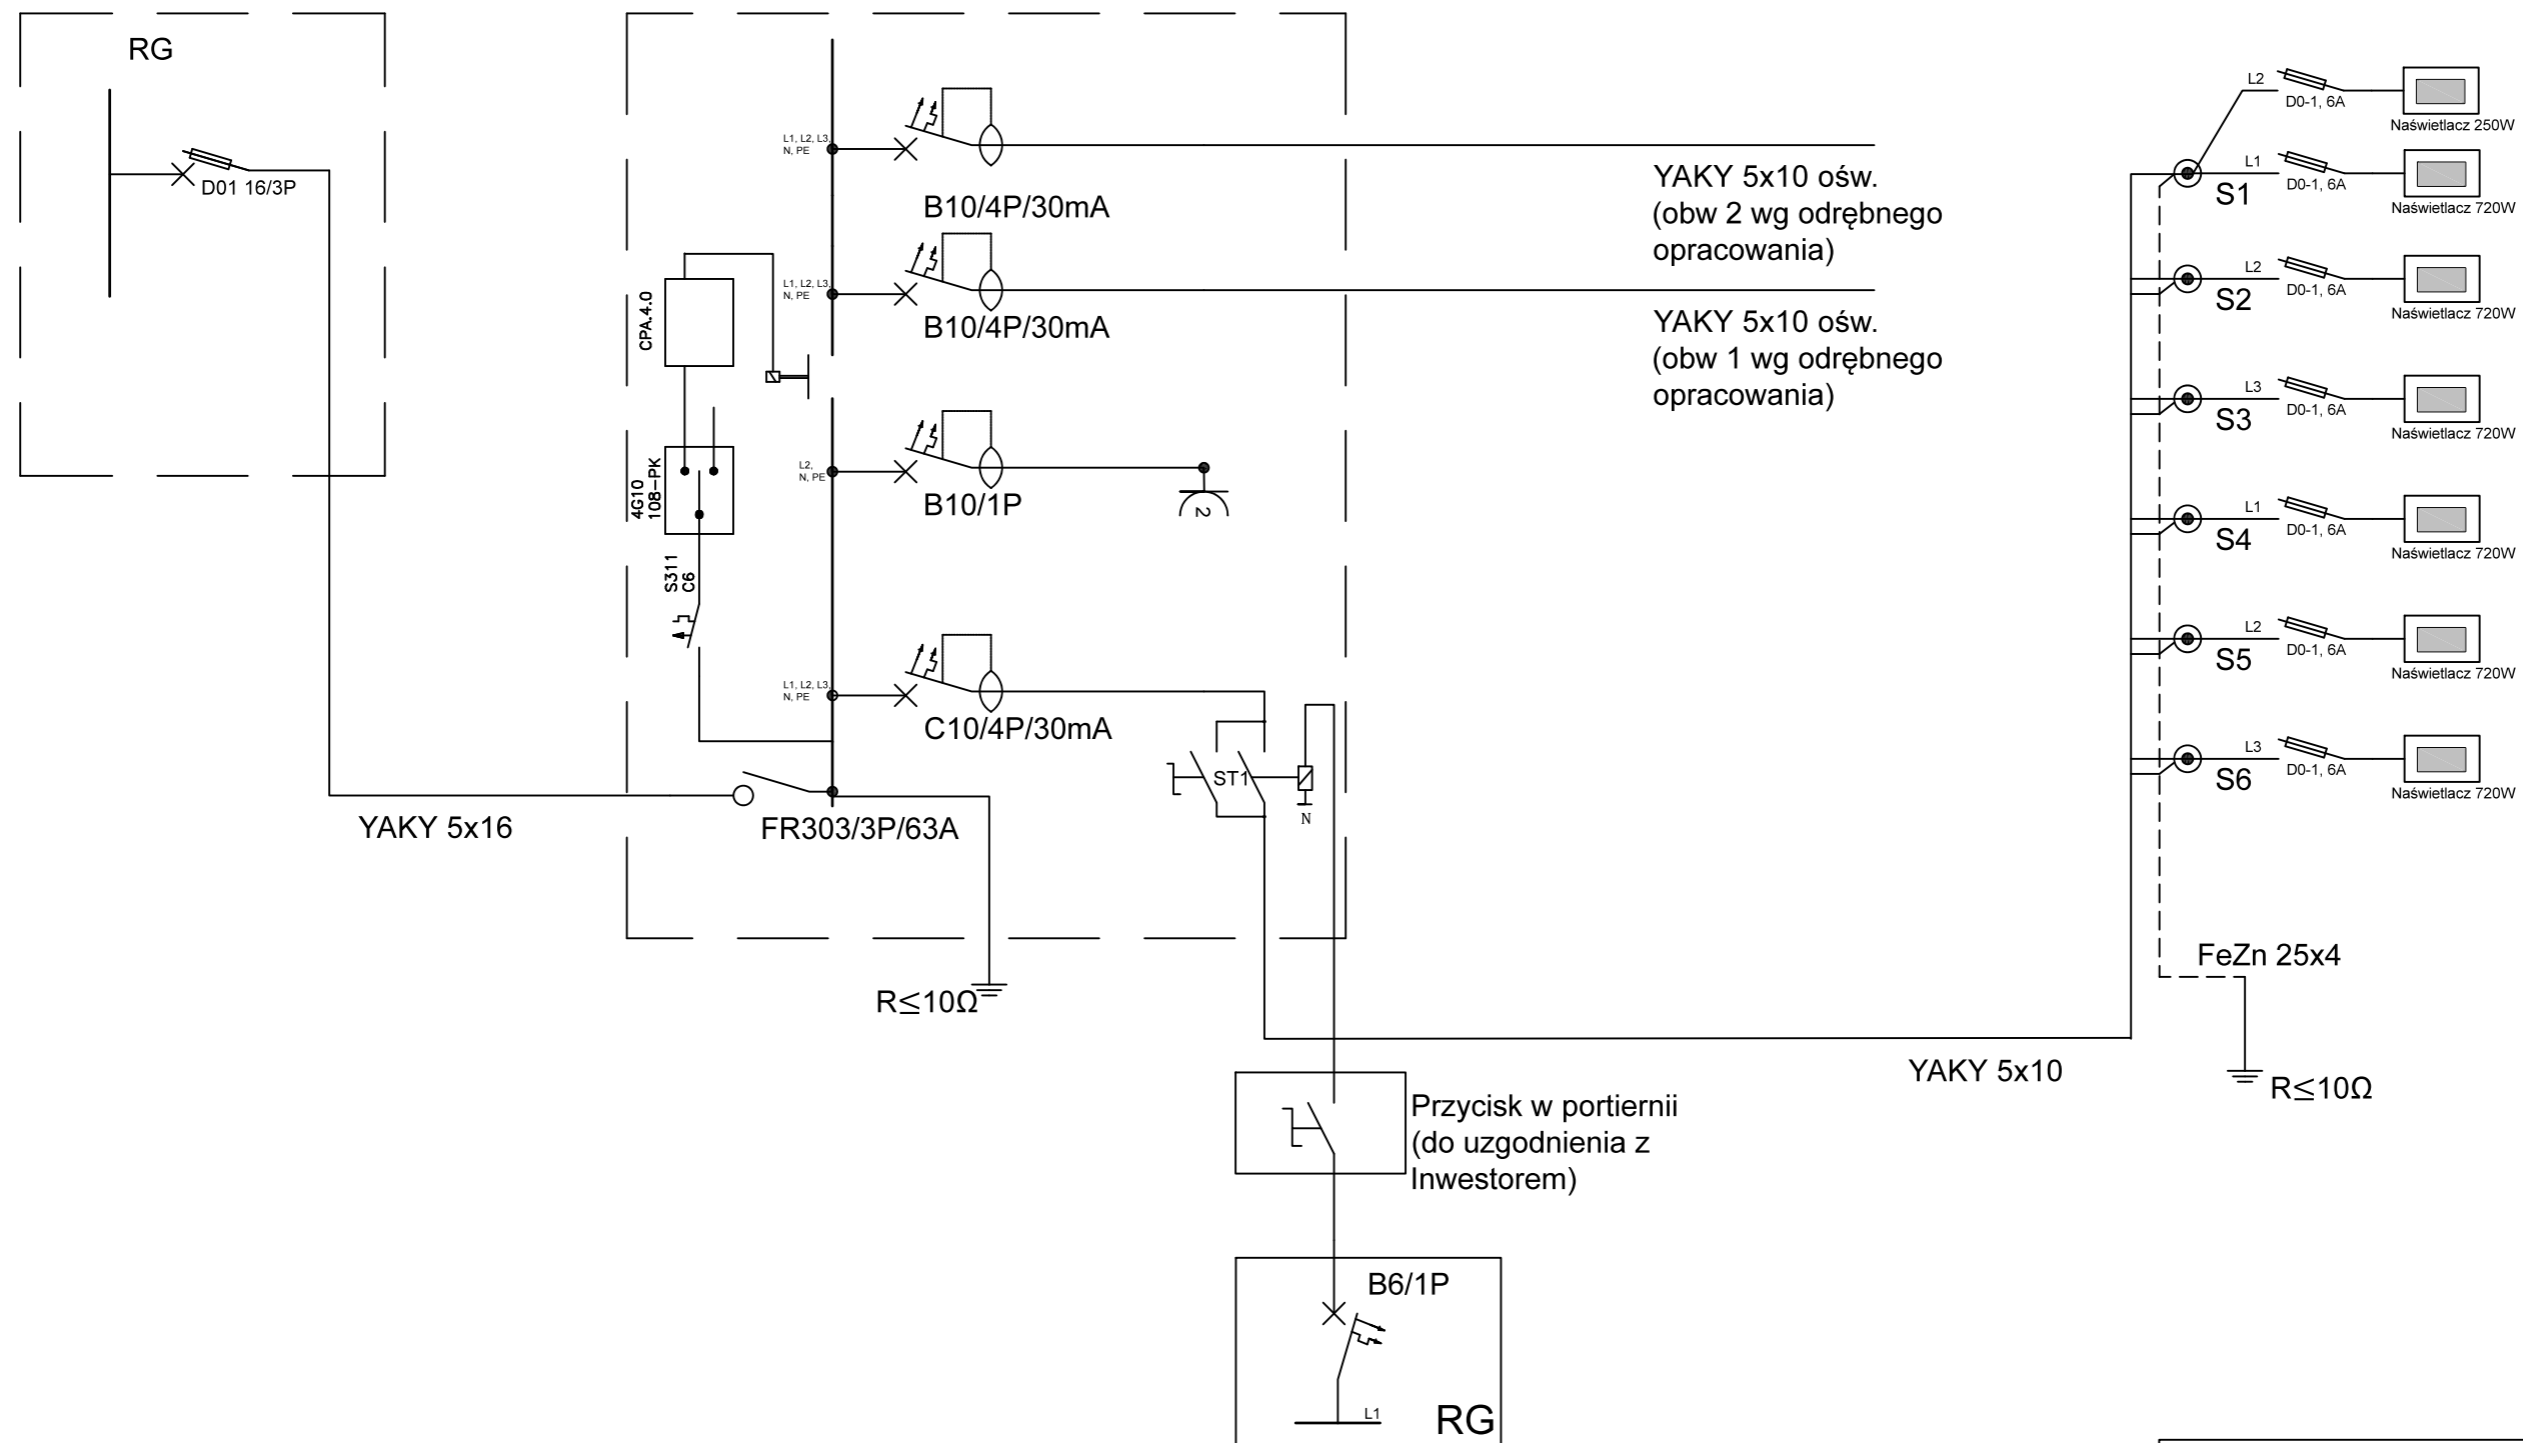 RG
D01 16/3P
YAKY 5x16
L1, L2, L3,
N, PE
B10/4P/30mA
YAKY 5x10 ośw.
(obw 2 wg odrębnego
opracowania)
L1, L2, L3,
N, PE
B10/4P/30mA
YAKY 5x10 ośw.
(obw 1 wg odrębnego
opracowania)
CPA.4.0
4G10
108-PK
S311
C6
L2,
N, PE
B10/1P
2
L1, L2, L3,
N, PE
C10/4P/30mA
ST1
N
FR303/3P/63A
R≤10Ω
L2
D0-1, 6A
Naświetlacz 250W
S1
L1
D0-1, 6A
Naświetlacz 720W
S2
L2
D0-1, 6A
Naświetlacz 720W
S3
L3
D0-1, 6A
Naświetlacz 720W
S4
L1
D0-1, 6A
Naświetlacz 720W
S5
L2
D0-1, 6A
Naświetlacz 720W
S6
L3
D0-1, 6A
Naświetlacz 720W
FeZn 25x4
R≤10Ω
YAKY 5x10
Przycisk w portiernii
(do uzgodnienia z
Inwestorem)
B6/1P
L1
RG